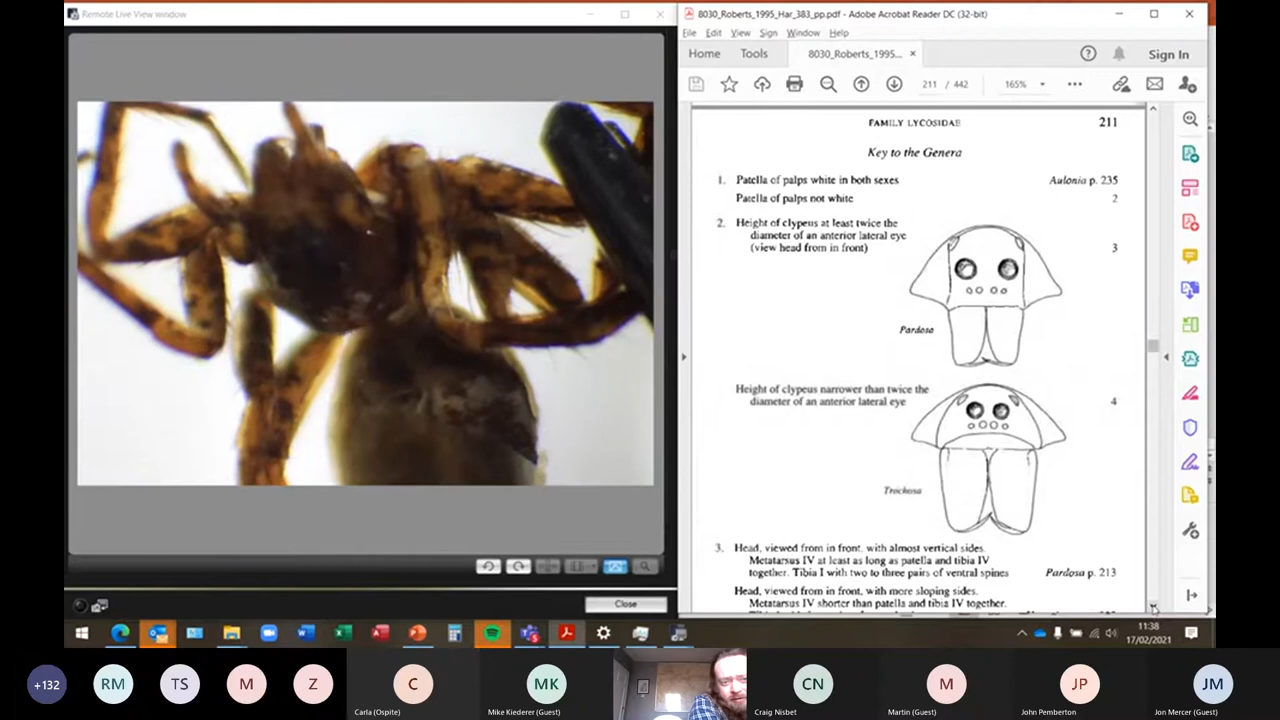 Remote Live View window
8030_Roberts_1995_Har_383_pp.pdf - Adobe Acrobat Reader DC (32-bit)
File Edit View Sign Window Help
Home Tools 8030_Roberts_1995... × Sign In
211 / 442 165%
FAMILY LYCOSIDAE 211
Key to the Genera
1. Patella of palps white in both sexes Aulonia p. 235
Patella of palps not white 2
2. Height of clypeus at least twice the
diameter of an anterior lateral eye
(view head from in front) 3
Pardosa
Height of clypeus narrower than twice the
diameter of an anterior lateral eye 4
Trochosa
3. Head, viewed from in front, with almost vertical sides.
Metatarsus IV at least as long as patella and tibia IV
together. Tibia I with two to three pairs of ventral spines Pardosa p. 213
Head, viewed from in front, with more sloping sides.
Metatarsus IV shorter than patella and tibia IV together.
Close
11:38
17/02/2021
+132 RM TS M Z C MK CN M JP JM
Carla (Ospite) Mike Kiederer (Guest) Craig Nisbet Martin (Guest) John Pemberton Jon Mercer (Guest)